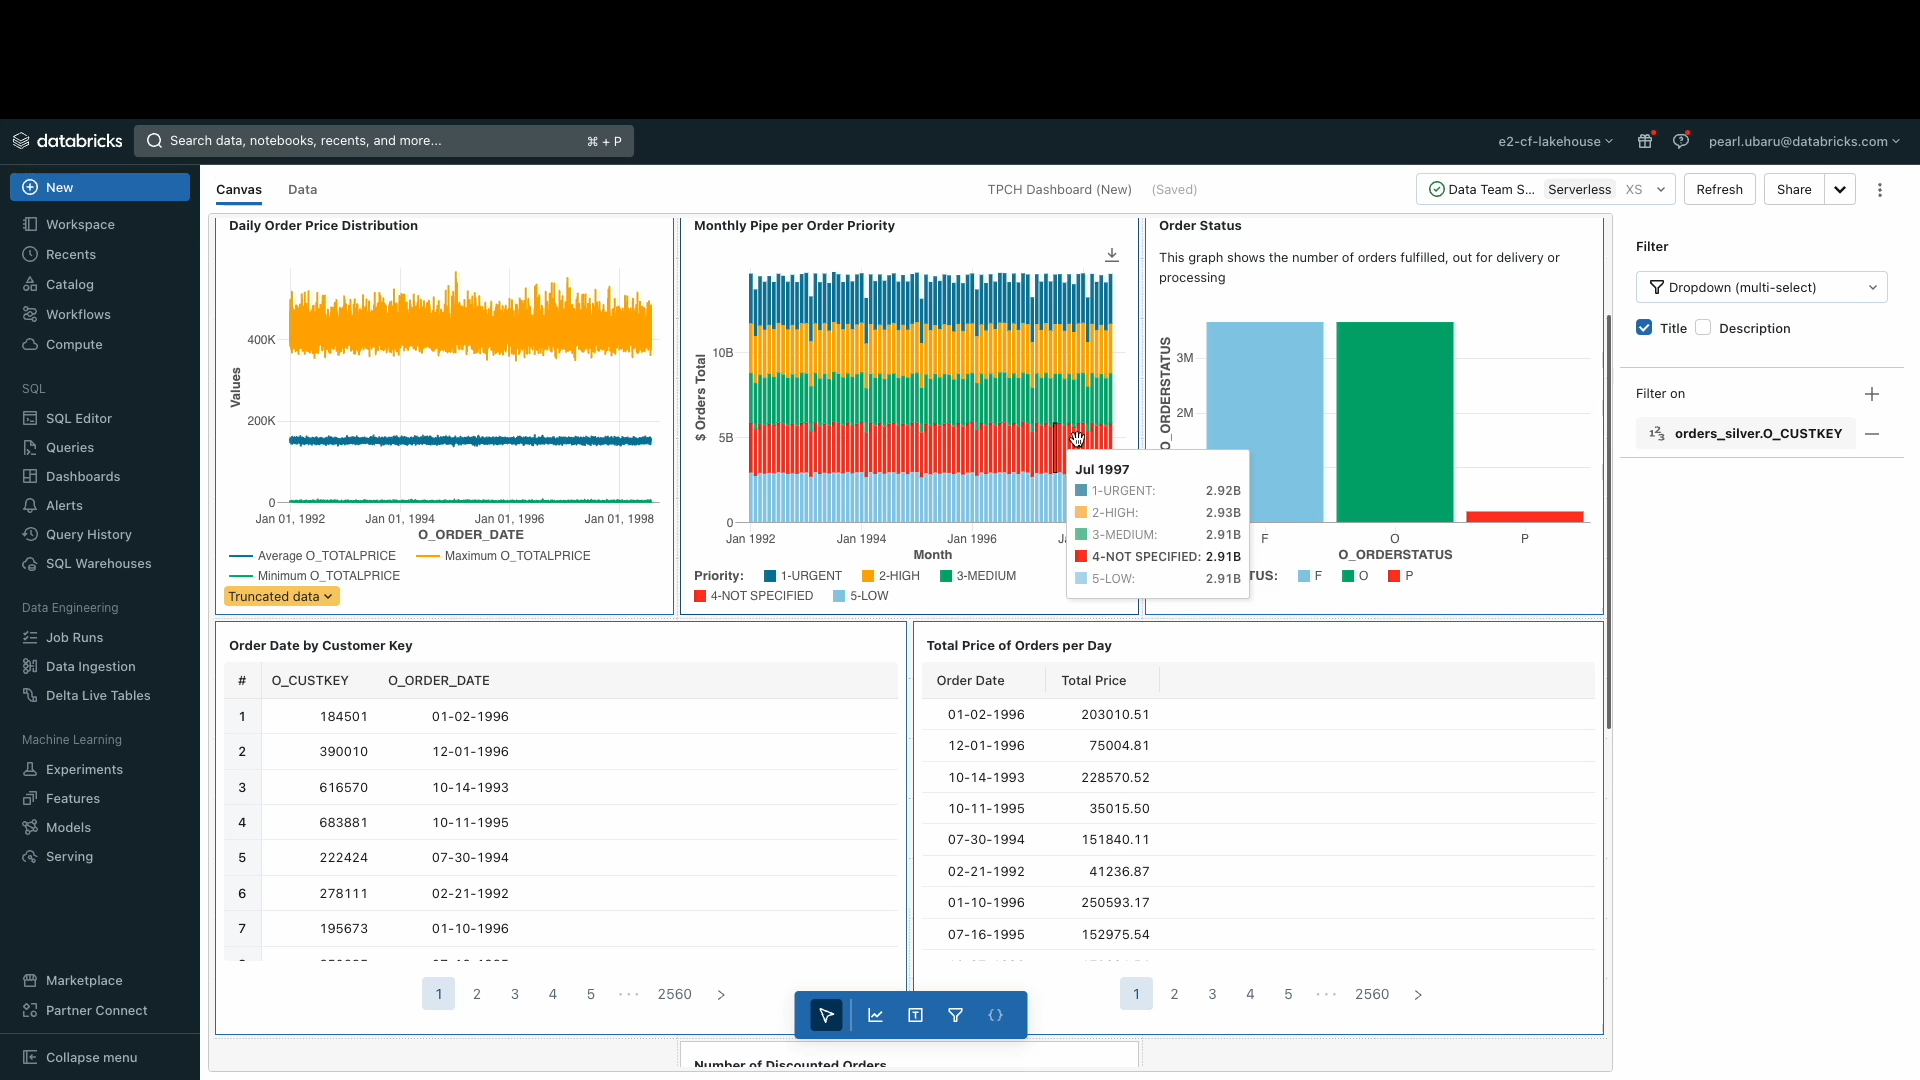 databricks
Search data, notebooks, recents, and more...
⌘ + P
e2-cf-lakehouse
pearl.ubaru@databricks.com
New
Workspace
Recents
Catalog
Workflows
Compute
SQL
SQL Editor
Queries
Dashboards
Alerts
Query History
SQL Warehouses
Data Engineering
Job Runs
Data Ingestion
Delta Live Tables
Machine Learning
Experiments
Features
Models
Serving
Marketplace
Partner Connect
Collapse menu
Canvas
Data
TPCH Dashboard (New)
(Saved)
Data Team S...
Serverless
XS
Refresh
Share
Daily Order Price Distribution
Values
400K
200K
0
Jan 01, 1992
Jan 01, 1994
Jan 01, 1996
Jan 01, 1998
O_ORDER_DATE
Average O_TOTALPRICE
Maximum O_TOTALPRICE
Minimum O_TOTALPRICE
Truncated data
Monthly Pipe per Order Priority
$ Orders Total
10B
5B
0
Jan 1992
Jan 1994
Jan 1996
Month
Priority:
1-URGENT
2-HIGH
3-MEDIUM
4-NOT SPECIFIED
5-LOW
Jul 1997
1-URGENT: 2.92B
2-HIGH: 2.93B
3-MEDIUM: 2.91B
4-NOT SPECIFIED: 2.91B
5-LOW: 2.91B
Order Status
This graph shows the number of orders fulfilled, out for delivery or
processing
O_ORDERSTATUS
3M
2M
F
O
P
O_ORDERSTATUS
TUS:
F
O
P
Order Date by Customer Key
# O_CUSTKEY O_ORDER_DATE
1 184501 01-02-1996
2 390010 12-01-1996
3 616570 10-14-1993
4 683881 10-11-1995
5 222424 07-30-1994
6 278111 02-21-1992
7 195673 01-10-1996
1 2 3 4 5 ··· 2560 >
Total Price of Orders per Day
Order Date Total Price
01-02-1996 203010.51
12-01-1996 75004.81
10-14-1993 228570.52
10-11-1995 35015.50
07-30-1994 151840.11
02-21-1992 41236.87
01-10-1996 250593.17
07-16-1995 152975.54
1 2 3 4 5 ··· 2560 >
Number of Discounted Orders
Filter
Dropdown (multi-select)
Title
Description
Filter on
orders_silver.O_CUSTKEY